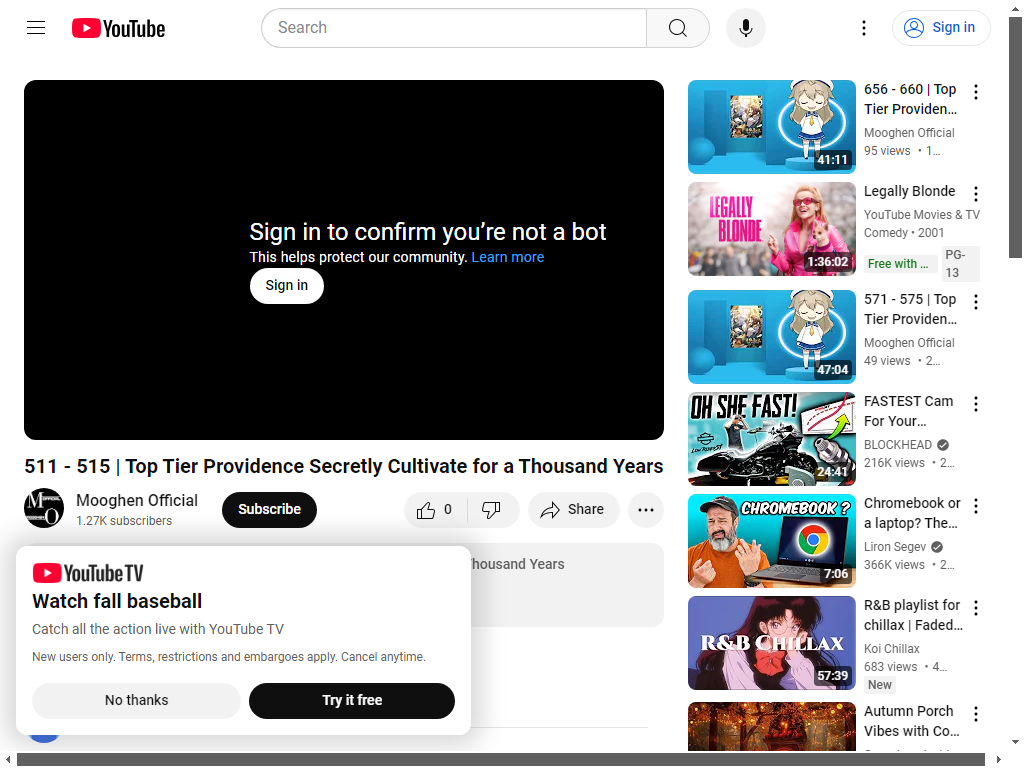 YouTube
Search
Sign in
Sign in to confirm you're not a bot
This helps protect our community. Learn more
Sign in
511 - 515 | Top Tier Providence Secretly Cultivate for a Thousand Years
Mooghen Official
1.27K subscribers
Subscribe
0
Share
Thousand Years
YouTube TV
Watch fall baseball
Catch all the action live with YouTube TV
New users only. Terms, restrictions and embargoes apply. Cancel anytime.
No thanks
Try it free
41:11
656 - 660 | Top
Tier Providen...
Mooghen Official
95 views • 1...
LEGALLY
BLONDE
1:36:02
Legally Blonde
YouTube Movies & TV
Comedy • 2001
Free with ...
PG-
13
47:04
571 - 575 | Top
Tier Providen...
Mooghen Official
49 views • 2...
OH SHE FAST!
24:41
FASTEST Cam
For Your...
BLOCKHEAD
216K views • 2...
CHROMEBOOK ?
7:06
Chromebook or
a laptop? The...
Liron Segev
366K views • 2...
R&B CHILLAX
57:39
R&B playlist for
chillax | Faded...
Koi Chillax
683 views • 4...
New
Autumn Porch
Vibes with Co...